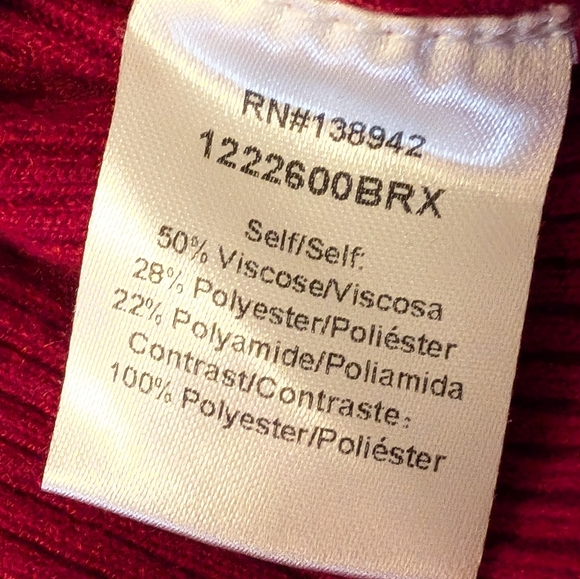 RN#138942
1222600BRX
Self/Self:
50% Viscose/Viscosa
28% Polyester/Poliéster
22% Polyamide/Poliamida
Contrast/Contraste:
100% Polyester/Poliéster